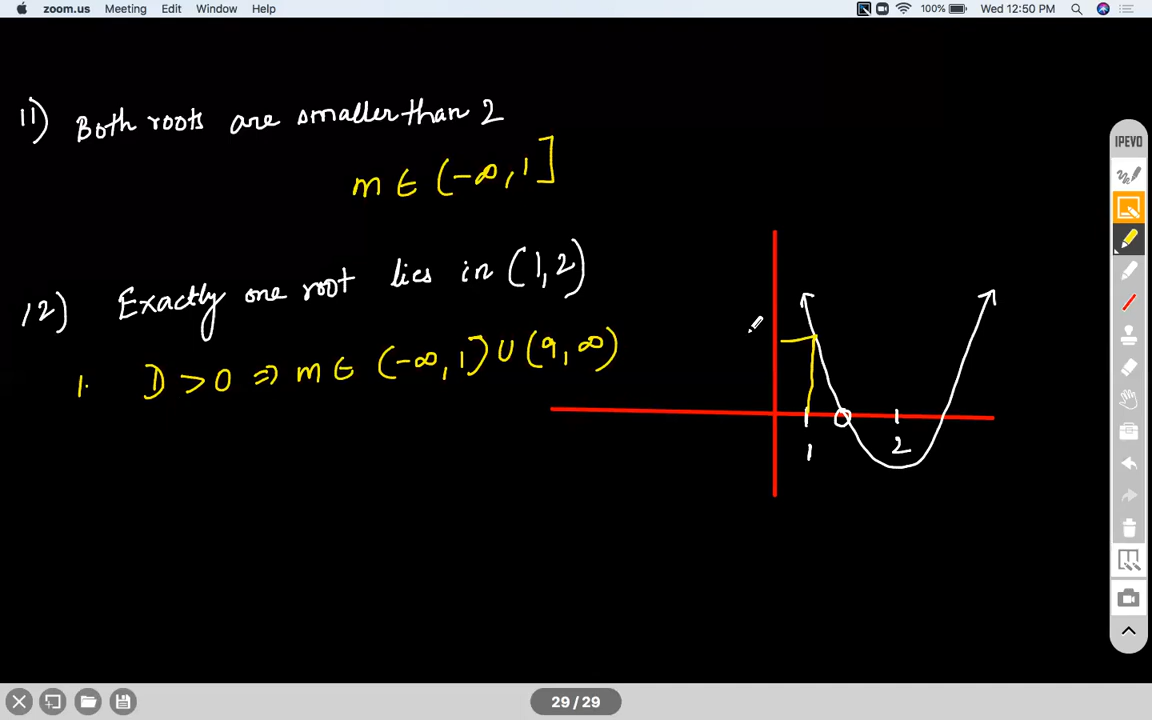 zoom.us Meeting Edit Window Help 100% Wed 12:50 PM
11) Both roots are smaller than 2
m ∈ (-∞, 1]
12) Exactly one root lies in (1,2)
1. D > 0 ⇒ m ∈ (-∞, 1) ∪ (9, ∞)
1 2
IPEVO
29 / 29